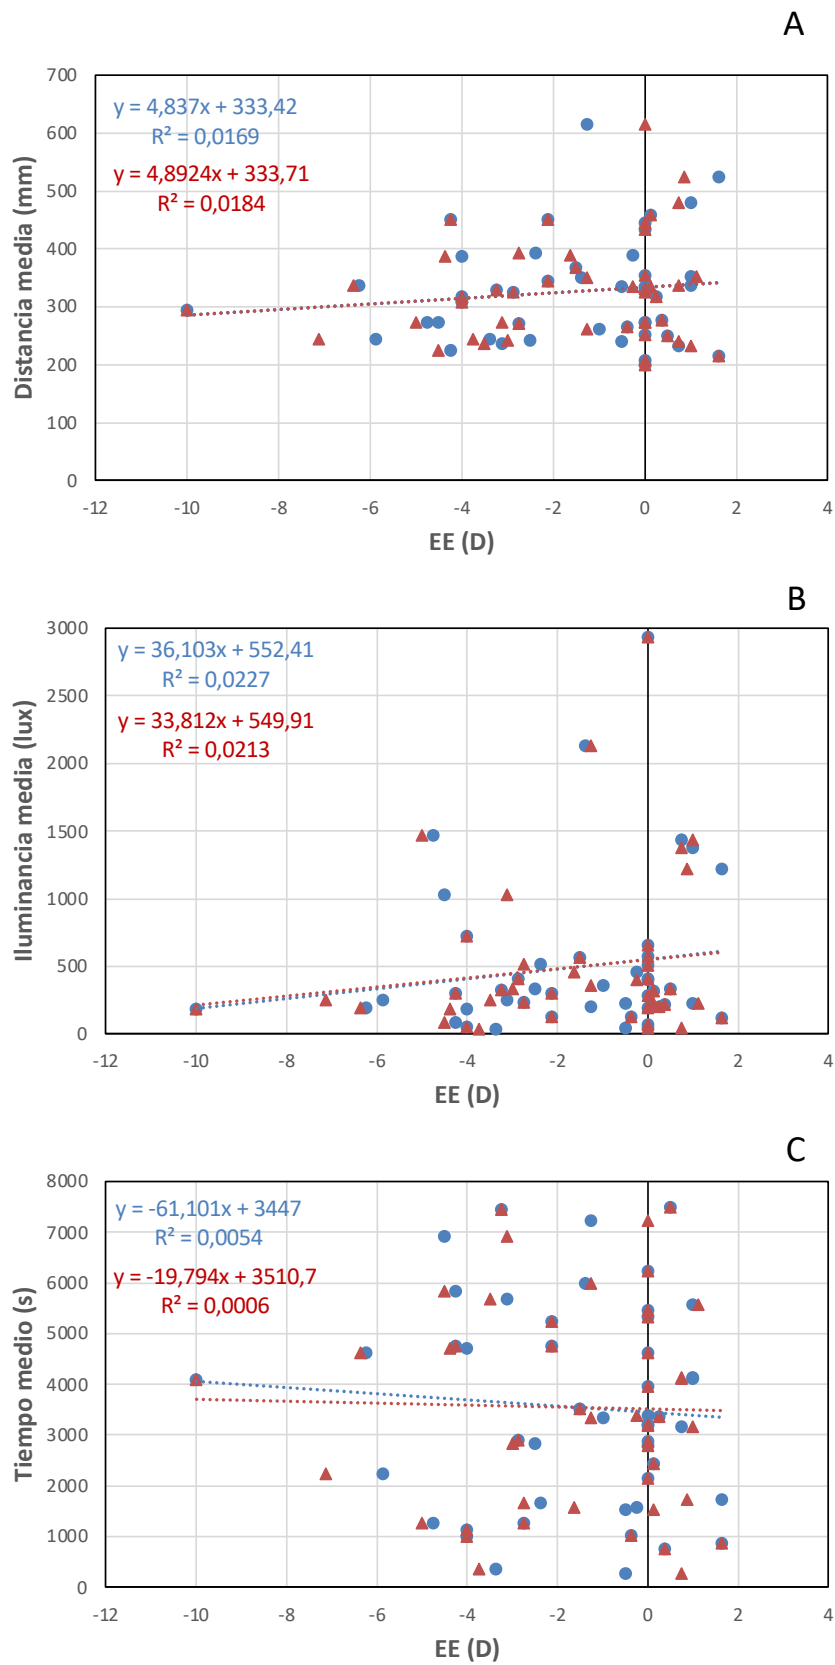 A
700
600
500
400
300
200
100
0
Distancia media (mm)
y = 4,837x + 333,42
R² = 0,0169
y = 4,8924x + 333,71
R² = 0,0184
-12 -10 -8 -6 -4 -2 0 2 4
EE (D)
B
3000
2500
2000
1500
1000
500
0
Iluminancia media (lux)
y = 36,103x + 552,41
R² = 0,0227
y = 33,812x + 549,91
R² = 0,0213
-12 -10 -8 -6 -4 -2 0 2 4
EE (D)
C
8000
7000
6000
5000
4000
3000
2000
1000
0
Tiempo medio (s)
y = -61,101x + 3447
R² = 0,0054
y = -19,794x + 3510,7
R² = 0,0006
-12 -10 -8 -6 -4 -2 0 2 4
EE (D)